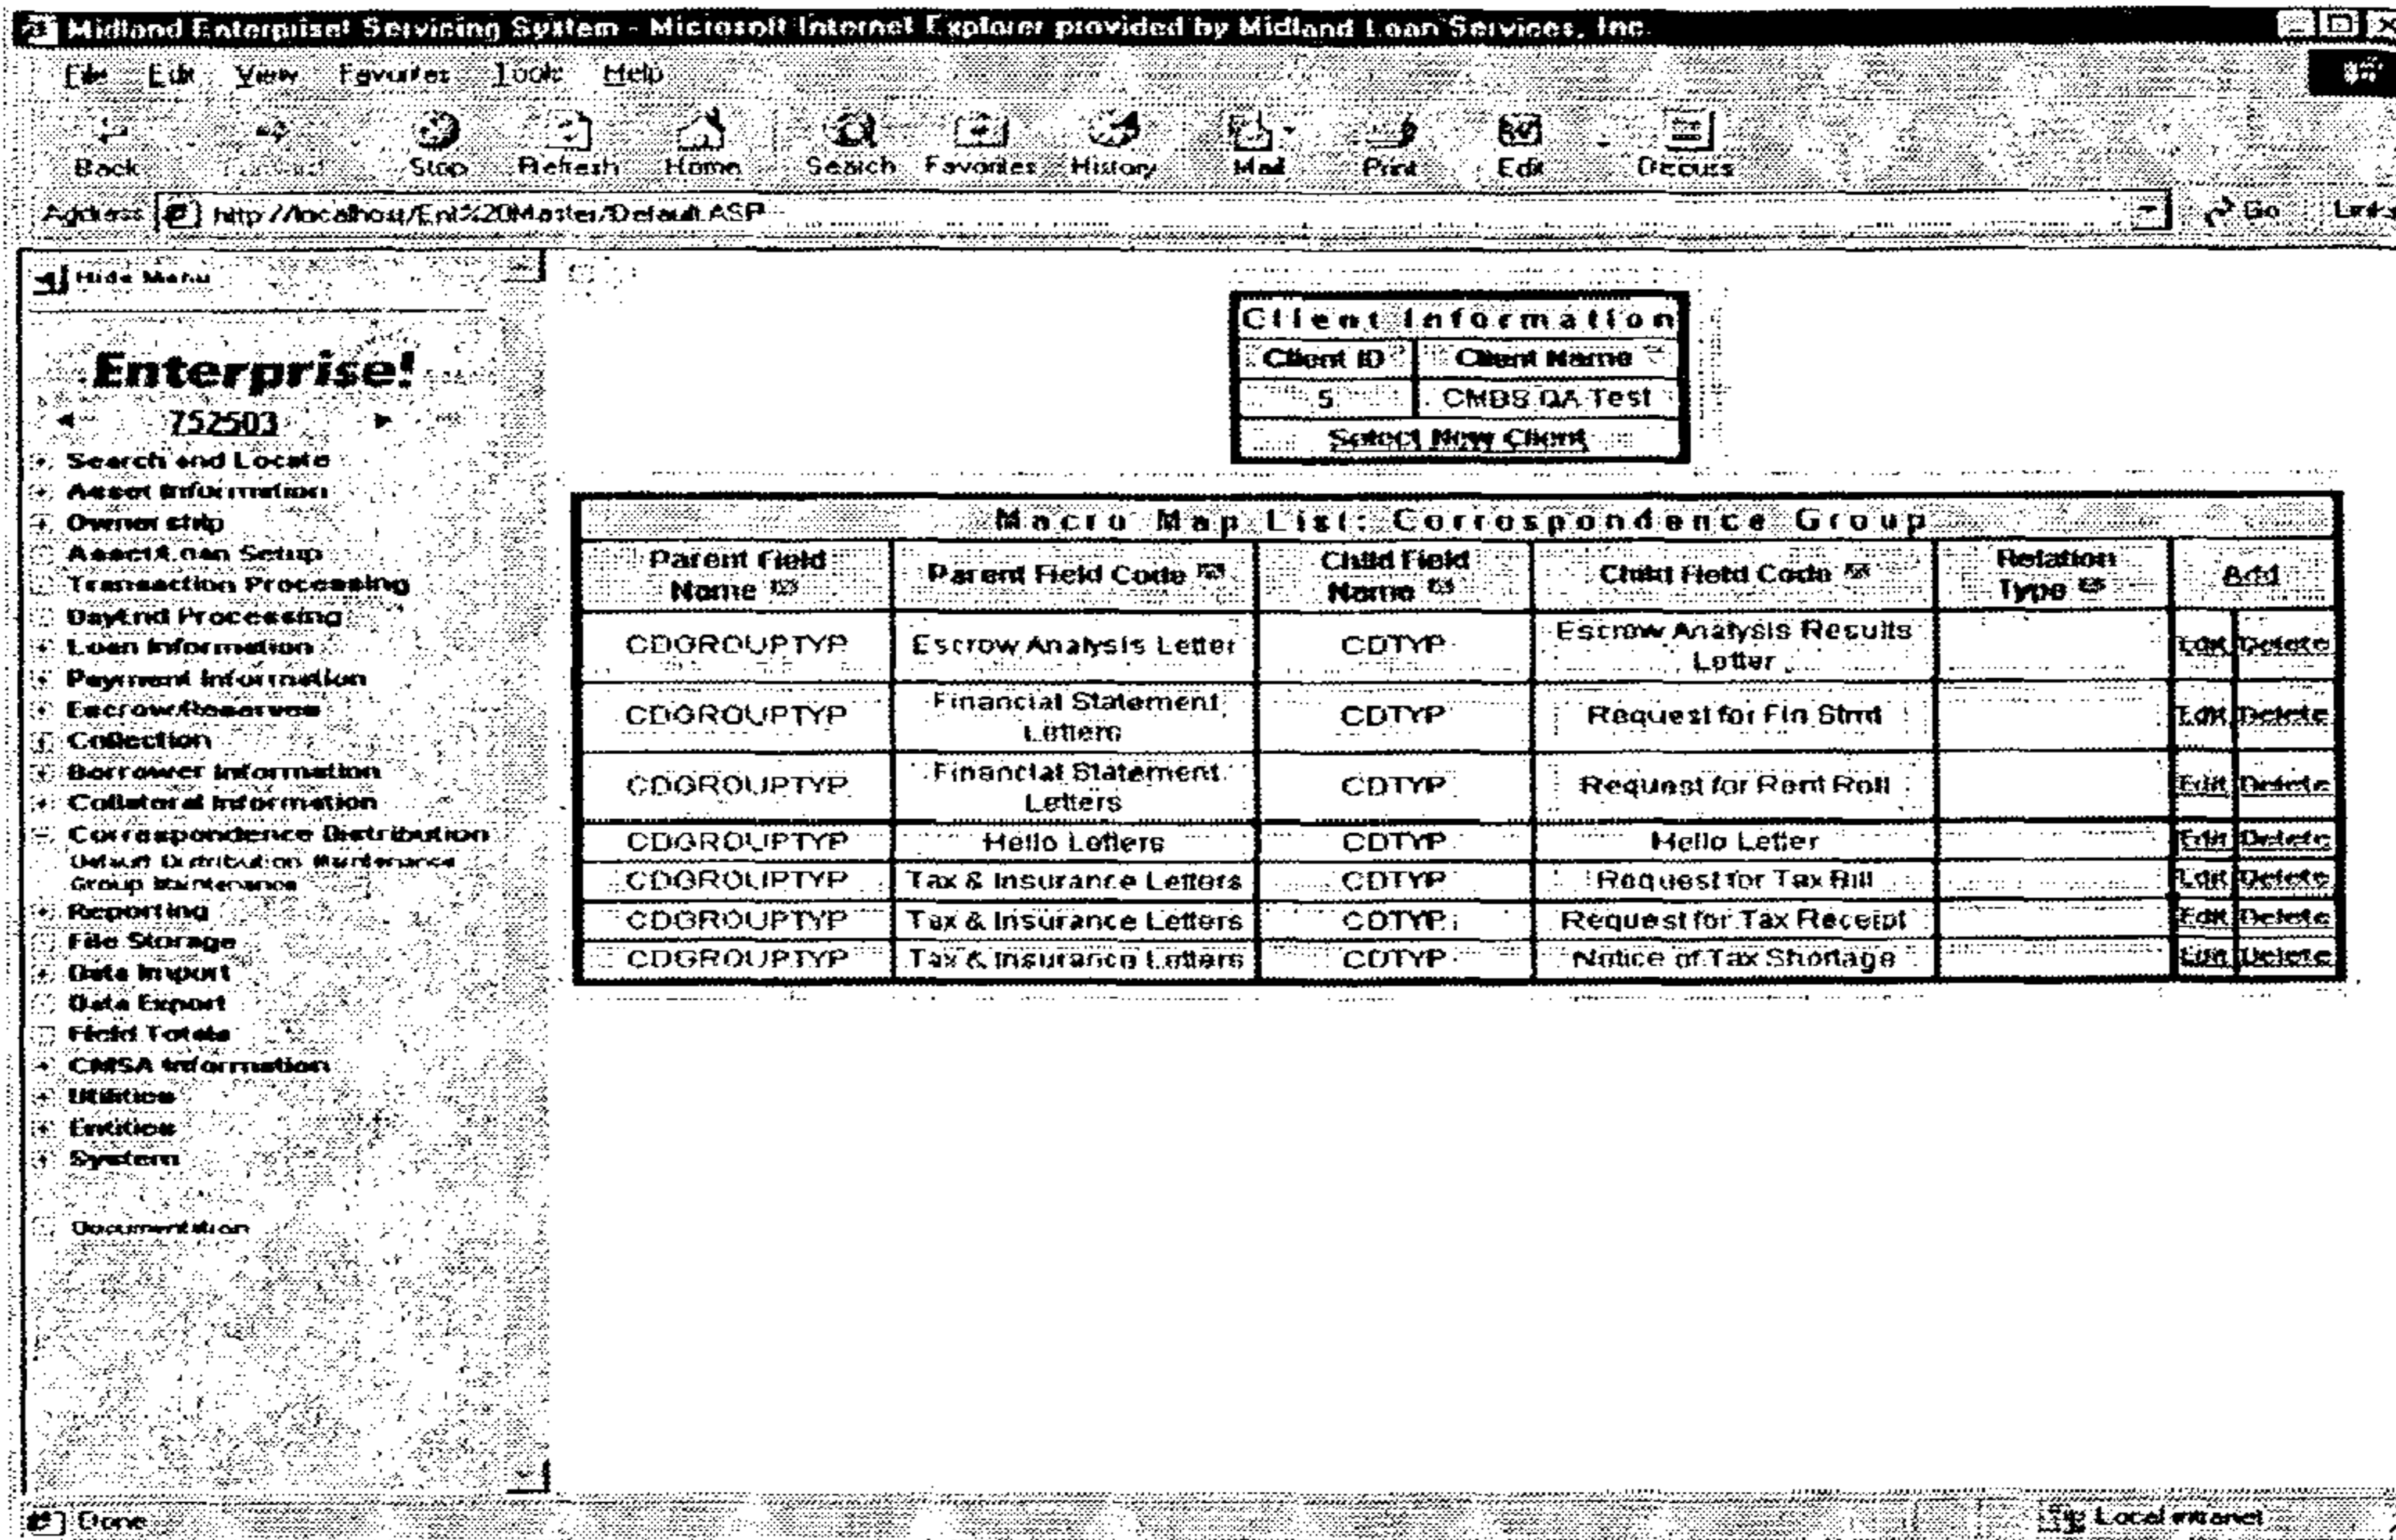 Midland Enterprise! Servicing System - Microsoft Internet Explorer provided by Midland Loan Services, Inc.
File Edit View Favorites Tools Help
Back Forward Stop Refresh Home Search Favorites History Mail Print Edit Discuss
Address http://localhost/Ent%20Master/Default.ASP Go Links
Hide Menu
Enterprise!
752503
Search and Locate
Asset Information
Ownership
Asset/Loan Setup
Transaction Processing
DayEnd Processing
Loan Information
Payment Information
Escrow/Reserves
Collection
Borrower Information
Collateral Information
Correspondence Distribution
Default Distribution Maintenance
Group Maintenance
Reporting
File Storage
Data Import
Data Export
Field Totals
CMSA Information
Utilities
Entities
System
Documentation
Client Information
Client ID Client Name
5 CMBS QA Test
Select New Client
Macro Map List: Correspondence Group
Parent Field Name Parent Field Code Child Field Name Child Field Code Relation Type Add
CDGROUPTYP Escrow Analysis Letter CDTYP Escrow Analysis Results Letter Edit Delete
CDGROUPTYP Financial Statement Letters CDTYP Request for Fin Stmt Edit Delete
CDGROUPTYP Financial Statement Letters CDTYP Request for Rent Roll Edit Delete
CDGROUPTYP Hello Letters CDTYP Hello Letter Edit Delete
CDGROUPTYP Tax & Insurance Letters CDTYP Request for Tax Bill Edit Delete
CDGROUPTYP Tax & Insurance Letters CDTYP Request for Tax Receipt Edit Delete
CDGROUPTYP Tax & Insurance Letters CDTYP Notice of Tax Shortage Edit Delete
Done Local intranet